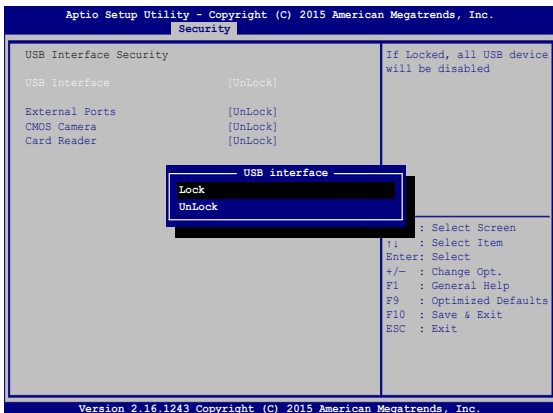 Aptio Setup Utility - Copyright (C) 2015 American Megatrends, Inc.
Security
USB Interface Security
USB Interface [UnLock]
External Ports [UnLock]
CMOS Camera [UnLock]
Card Reader [UnLock]
If Locked, all USB device
will be disabled
USB interface
Lock
UnLock
: Select Screen
↑↓ : Select Item
Enter: Select
+/— : Change Opt.
F1 : General Help
F9 : Optimized Defaults
F10 : Save & Exit
ESC : Exit
Version 2.16.1243 Copyright (C) 2015 American Megatrends, Inc.